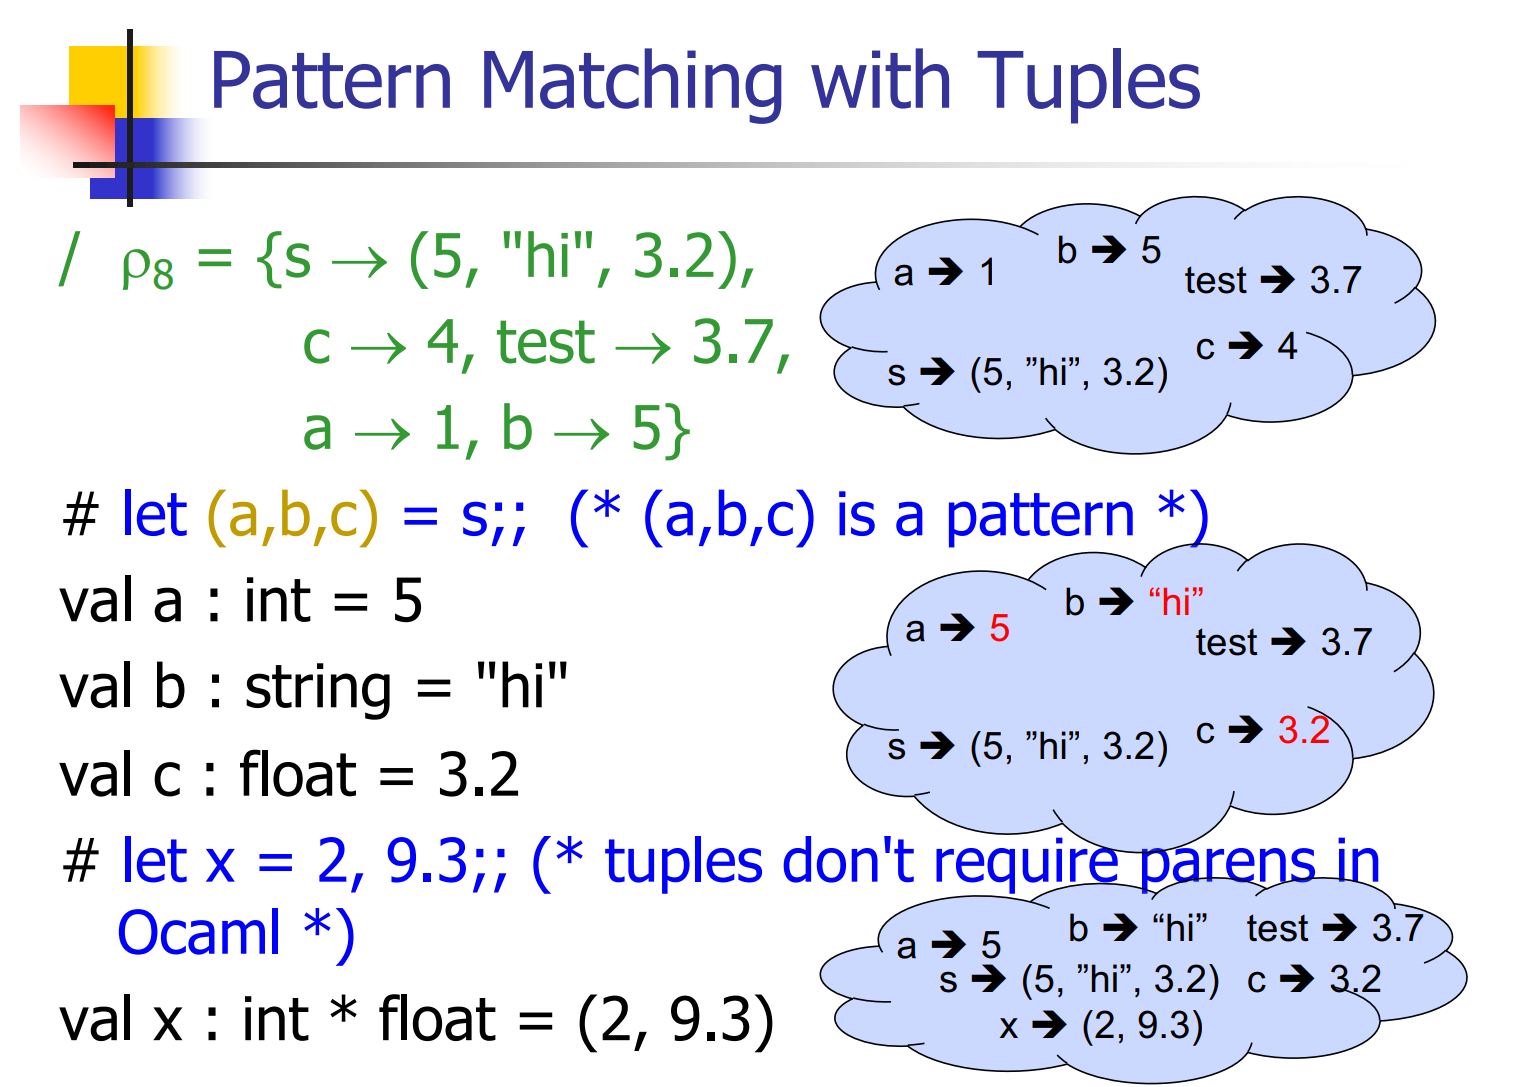 Pattern Matching with Tuples
/ ρ8 = {s → (5, "hi", 3.2),
c → 4, test → 3.7,
a → 1, b → 5}
a ➔ 1
b ➔ 5
test ➔ 3.7
s ➔ (5, ”hi”, 3.2)
c ➔ 4
# let (a,b,c) = s;; (* (a,b,c) is a pattern *)
val a : int = 5
val b : string = "hi"
val c : float = 3.2
a ➔ 5
b ➔ “hi”
test ➔ 3.7
s ➔ (5, ”hi”, 3.2)
c ➔ 3.2
# let x = 2, 9.3;; (* tuples don't require parens in
Ocaml *)
val x : int * float = (2, 9.3)
a ➔ 5
b ➔ “hi”
test ➔ 3.7
s ➔ (5, ”hi”, 3.2)
c ➔ 3.2
x ➔ (2, 9.3)